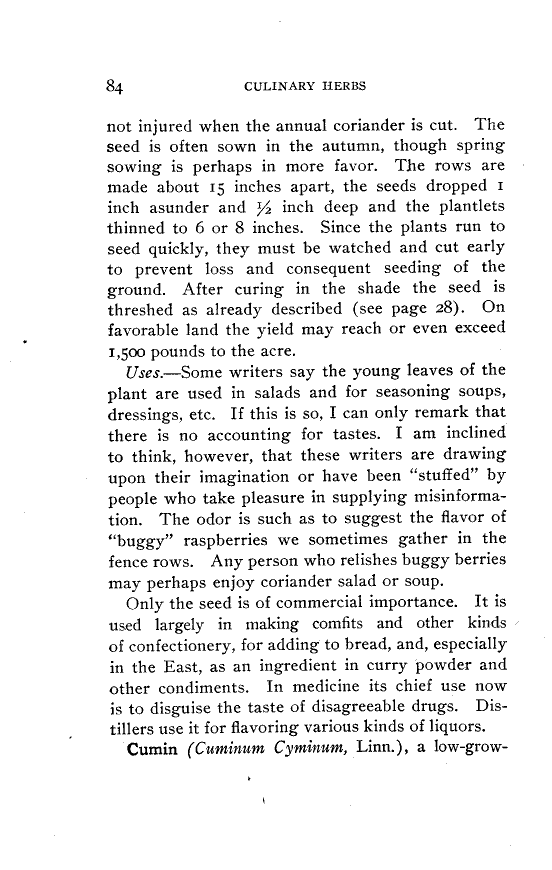 84 CULINARY HERBS
not injured when the annual coriander is cut. The
seed is often sown in the autumn, though spring
sowing is perhaps in more favor. The rows are
made about 15 inches apart, the seeds dropped 1
inch asunder and ½ inch deep and the plantlets
thinned to 6 or 8 inches. Since the plants run to
seed quickly, they must be watched and cut early
to prevent loss and consequent seeding of the
ground. After curing in the shade the seed is
threshed as already described (see page 28). On
favorable land the yield may reach or even exceed
1,500 pounds to the acre.
Uses.—Some writers say the young leaves of the
plant are used in salads and for seasoning soups,
dressings, etc. If this is so, I can only remark that
there is no accounting for tastes. I am inclined
to think, however, that these writers are drawing
upon their imagination or have been “stuffed” by
people who take pleasure in supplying misinforma-
tion. The odor is such as to suggest the flavor of
“buggy” raspberries we sometimes gather in the
fence rows. Any person who relishes buggy berries
may perhaps enjoy coriander salad or soup.
Only the seed is of commercial importance. It is
used largely in making comfits and other kinds
of confectionery, for adding to bread, and, especially
in the East, as an ingredient in curry powder and
other condiments. In medicine its chief use now
is to disguise the taste of disagreeable drugs. Dis-
tillers use it for flavoring various kinds of liquors.
Cumin (Cuminum Cyminum, Linn.), a low-grow-